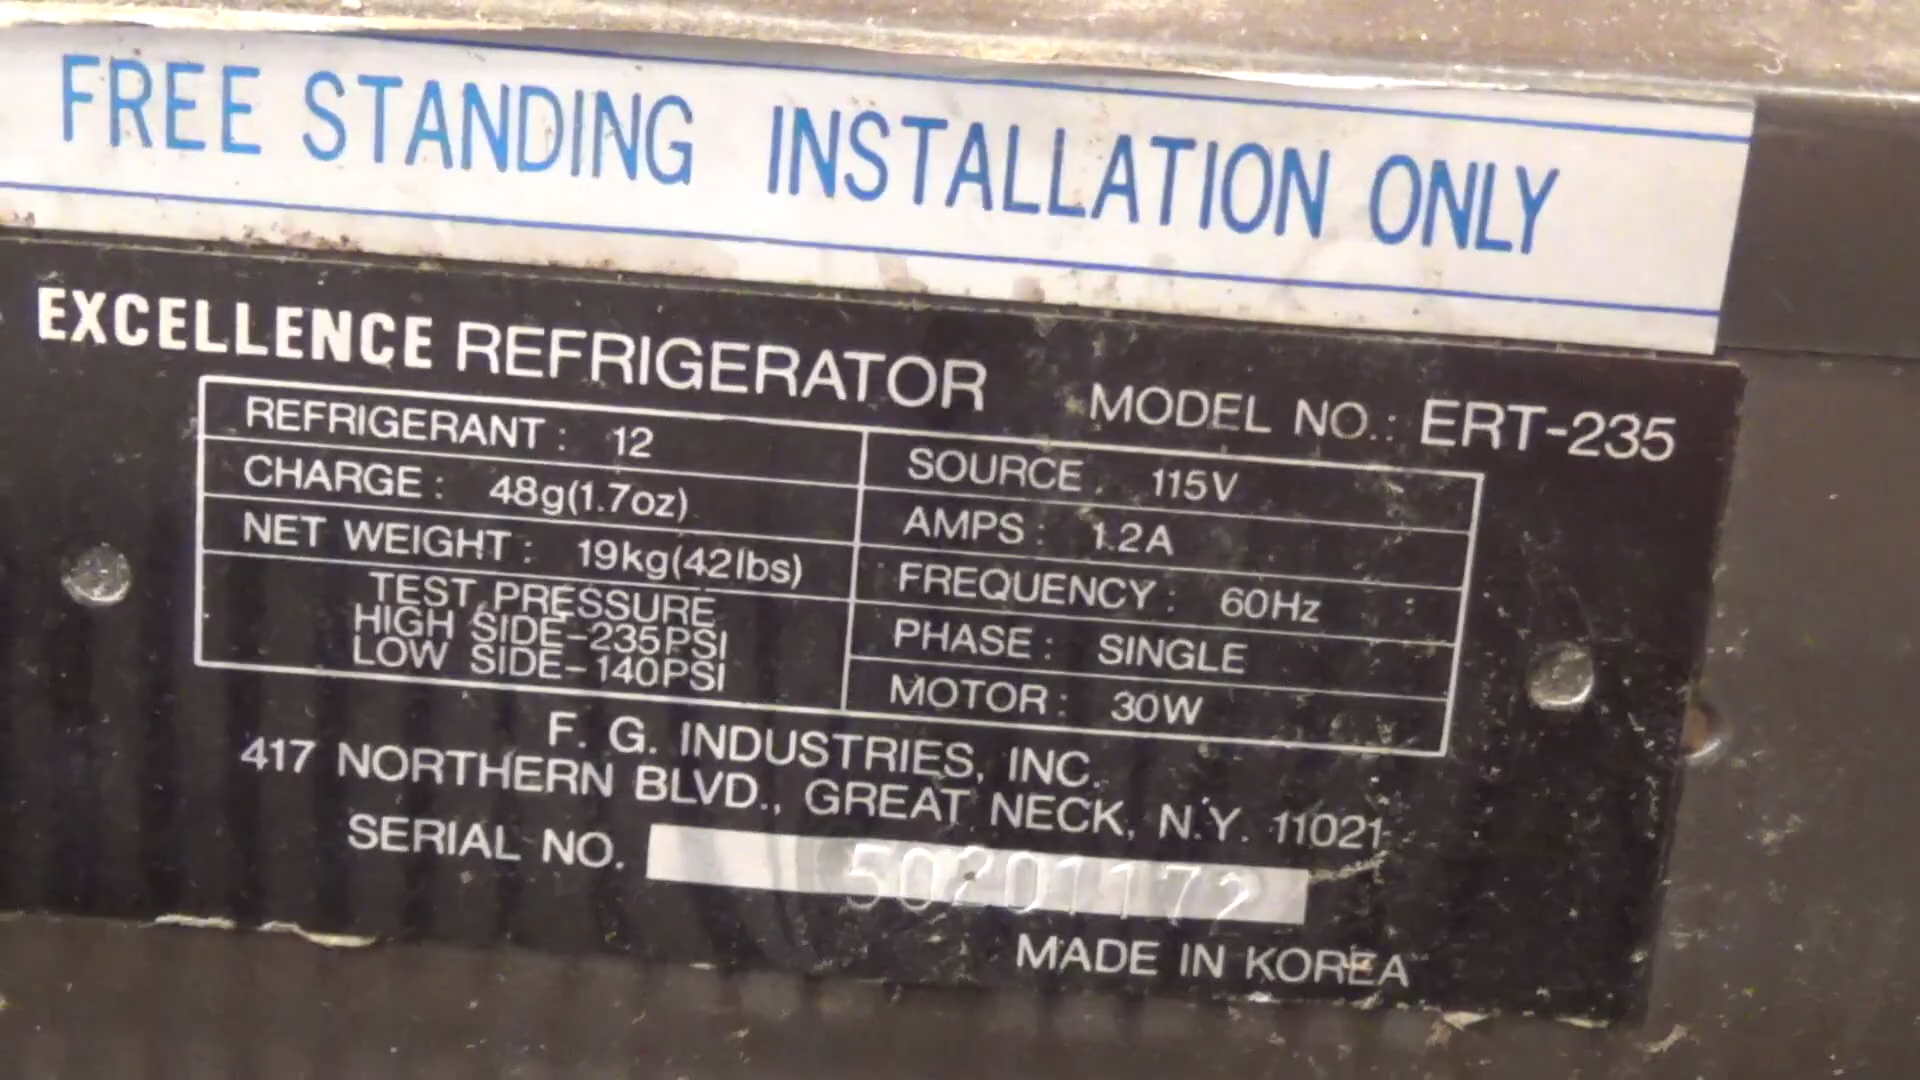 FREE STANDING INSTALLATION ONLY
EXCELLENCE REFRIGERATOR MODEL NO.: ERT-235
REFRIGERANT: 12
CHARGE: 48g(1.7oz)
NET WEIGHT: 19kg(42lbs)
TEST PRESSURE
HIGH SIDE-235PSI
LOW SIDE-140PSI
SOURCE: 115V
AMPS: 1.2A
FREQUENCY: 60Hz
PHASE: SINGLE
MOTOR: 30W
F. G. INDUSTRIES, INC.
417 NORTHERN BLVD., GREAT NECK, N.Y. 11021
SERIAL NO. 50201172
MADE IN KOREA